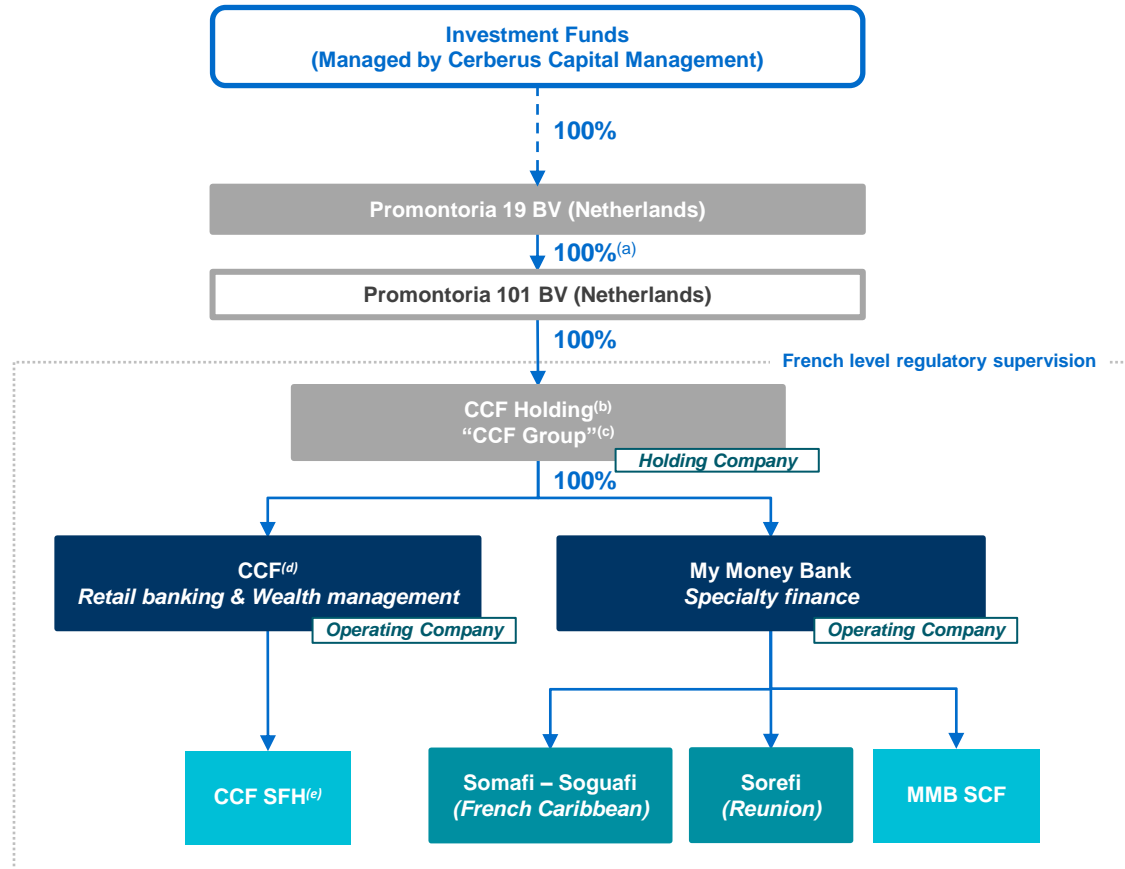 Investment Funds
(Managed by Cerberus Capital Management)
100%
Promontoria 19 BV (Netherlands)
100%(a)
Promontoria 101 BV (Netherlands)
100%
French level regulatory supervision
CCF Holding(b)
“CCF Group”(c)
Holding Company
100%
CCF(d)
Retail banking & Wealth management
Operating Company
My Money Bank
Specialty finance
Operating Company
CCF SFH(e)
Somafi – Soguafi
(French Caribbean)
Sorefi
(Reunion)
MMB SCF